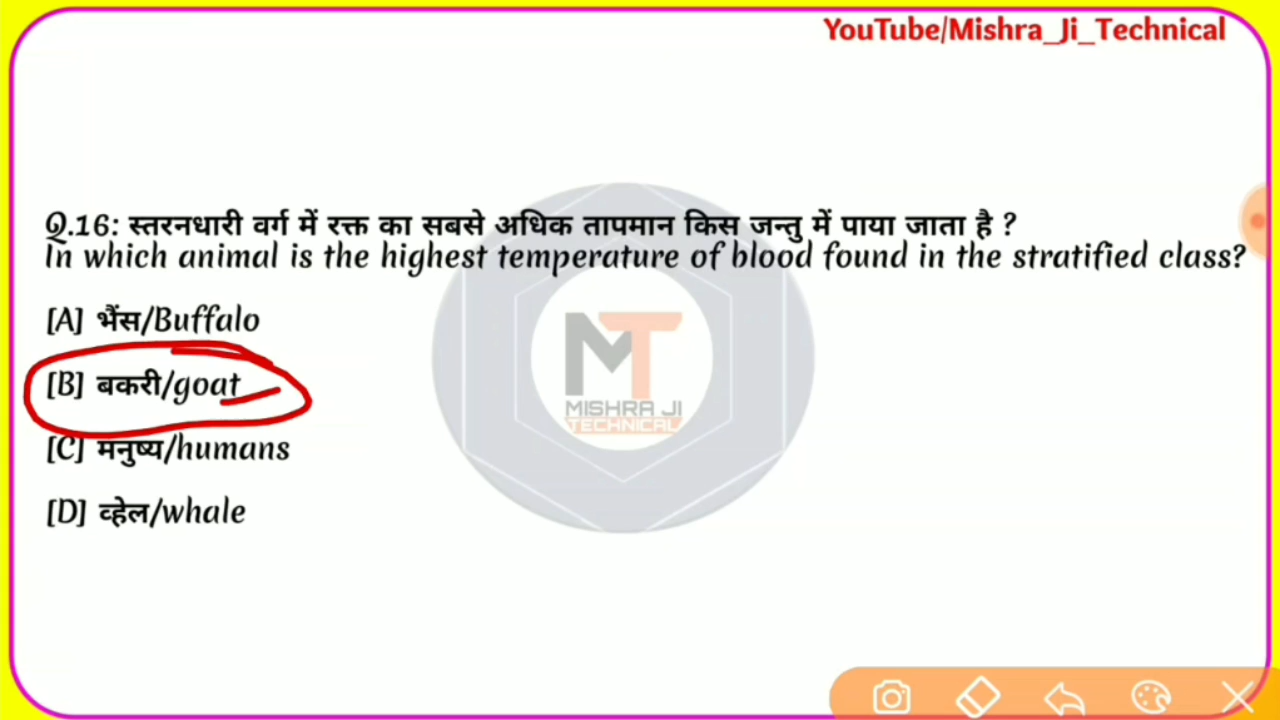 YouTube/Mishra_Ji_Technical
Q.16: स्तरनधारी वर्ग में रक्त का सबसे अधिक तापमान किस जन्तु में पाया जाता है ?
In which animal is the highest temperature of blood found in the stratified class?
[A] भैंस/Buffalo
[B] बकरी/goat
[C] मनुष्य/humans
[D] व्हेल/whale
MT
MISHRA JI
TECHNICAL